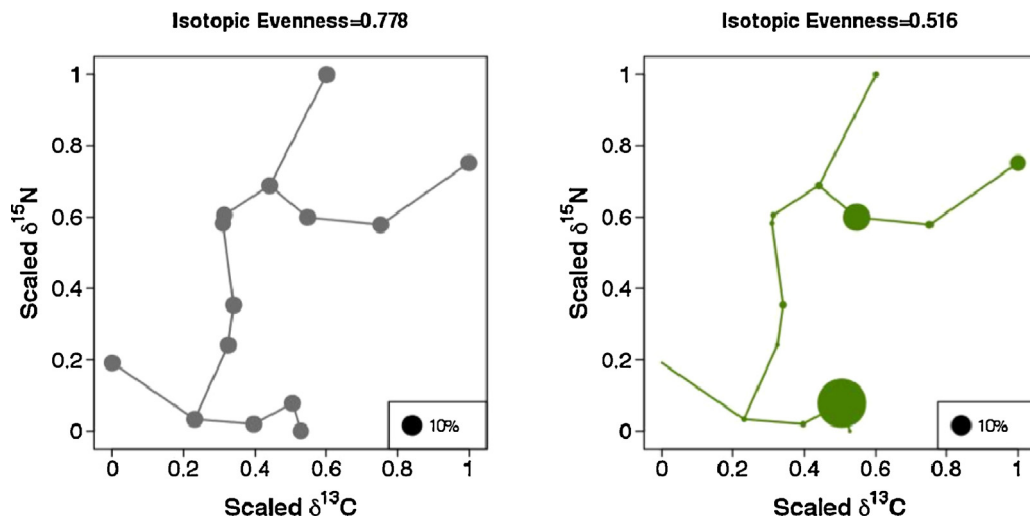 Isotopic Evenness=0.778
1
0.8
0.6
0.4
0.2
0
Scaled δ15N
10%
0 0.2 0.4 0.6 0.8 1
Scaled δ13C
Isotopic Evenness=0.516
1
0.8
0.6
0.4
0.2
0
Scaled δ15N
10%
0 0.2 0.4 0.6 0.8 1
Scaled δ13C